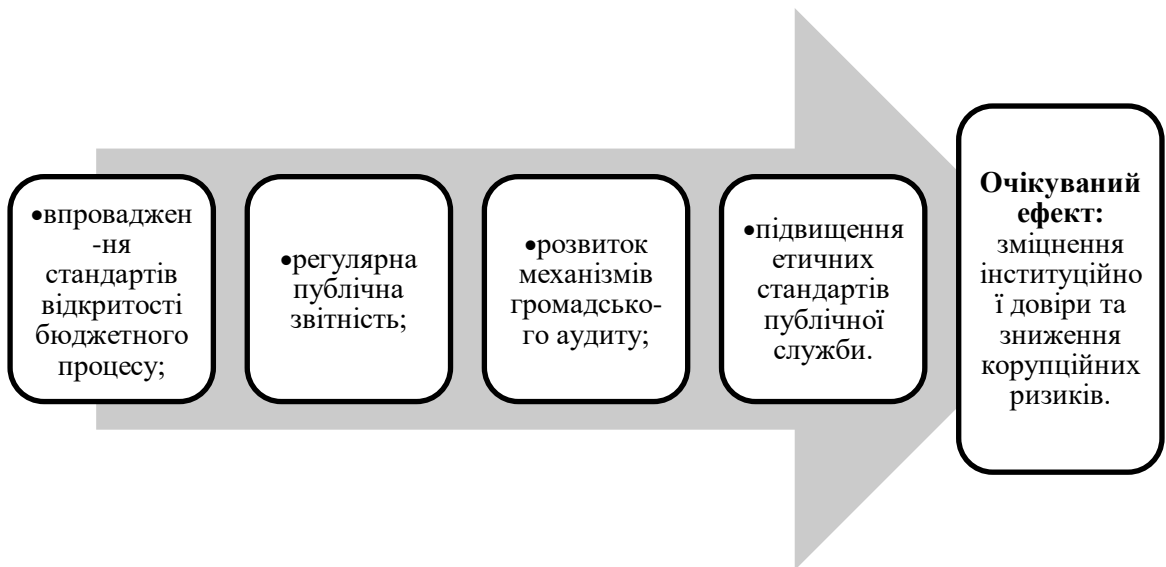 •впроваджен
-ня
стандартів
відкритості
бюджетного
процесу;
•регулярна
публічна
звітність;
•розвиток
механізмів
громадсько-
го аудиту;
•підвищення
етичних
стандартів
публічної
служби.
Очікуваний
ефект:
зміцнення
інституційно
ї довіри та
зниження
корупційних
ризиків.